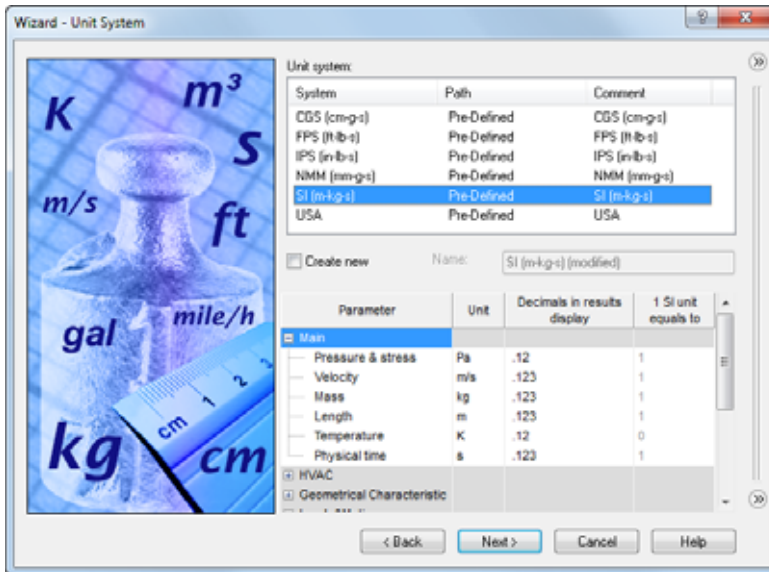 Wizard - Unit System
K
m³
s
m/s
ft
gal
mile/h
cm 1 2 3
kg
cm
Unit system:
System Path Comment
CGS (cm-g-s) Pre-Defined CGS (cm-g-s)
FPS (ft-lb-s) Pre-Defined FPS (ft-lb-s)
IPS (in-lb-s) Pre-Defined IPS (in-lb-s)
NMM (mm-g-s) Pre-Defined NMM (mm-g-s)
SI (m-kg-s) Pre-Defined SI (m-kg-s)
USA Pre-Defined USA
Create new Name: SI (m-kg-s) (modified)
Parameter Unit Decimals in results display 1 SI unit equals to
Main
Pressure & stress Pa .12 1
Velocity m/s .123 1
Mass kg .123 1
Length m .123 1
Temperature K .12 0
Physical time s .123 1
HVAC
Geometrical Characteristic
< Back Next > Cancel Help